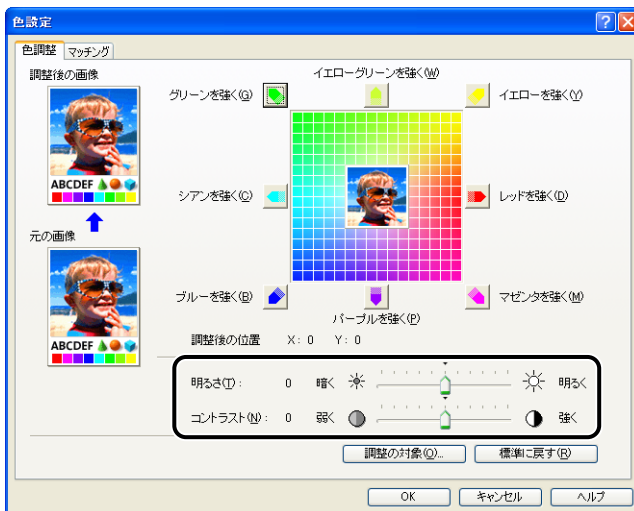 色設定
色調整 マッチング
調整後の画像
ABCDEF
元の画像
ABCDEF
イエローグリーンを強く(W)
グリーンを強く(G)
イエローを強く(Y)
シアンを強く(C)
レッドを強く(D)
ブルーを強く(B)
マゼンタを強く(M)
パープルを強く(P)
調整後の位置 X: 0 Y: 0
明るさ(T): 0 暗く 明るく
コントラスト(N): 0 弱く 強く
調整の対象(O)... 標準に戻す(R)
OK キャンセル ヘルプ